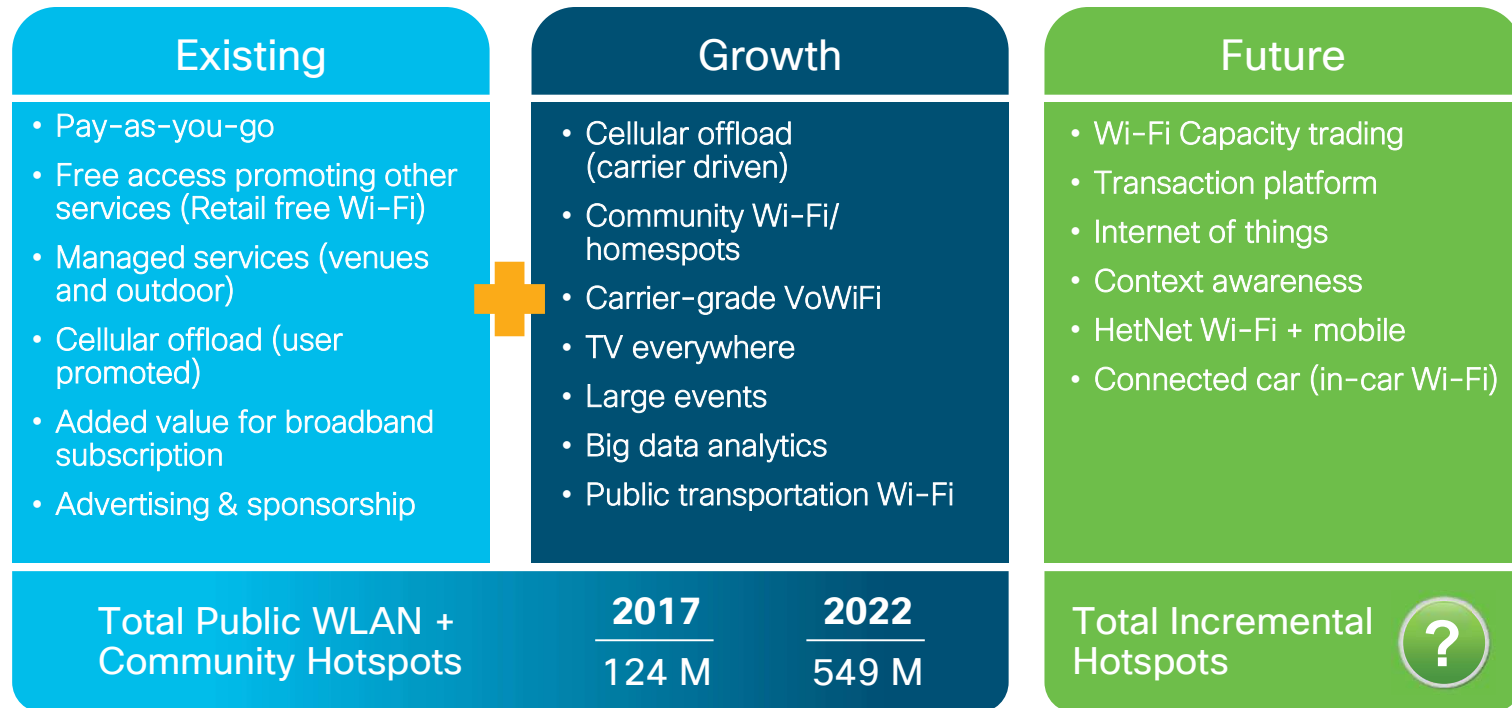 Existing
• Pay-as-you-go
• Free access promoting other
services (Retail free Wi-Fi)
• Managed services (venues
and outdoor)
• Cellular offload (user
promoted)
• Added value for broadband
subscription
• Advertising & sponsorship
Growth
• Cellular offload
(carrier driven)
• Community Wi-Fi/
homespots
• Carrier-grade VoWiFi
• TV everywhere
• Large events
• Big data analytics
• Public transportation Wi-Fi
Future
• Wi-Fi Capacity trading
• Transaction platform
• Internet of things
• Context awareness
• HetNet Wi-Fi + mobile
• Connected car (in-car Wi-Fi)
Total Public WLAN +
Community Hotspots
2017
124 M
2022
549 M
Total Incremental
Hotspots
?